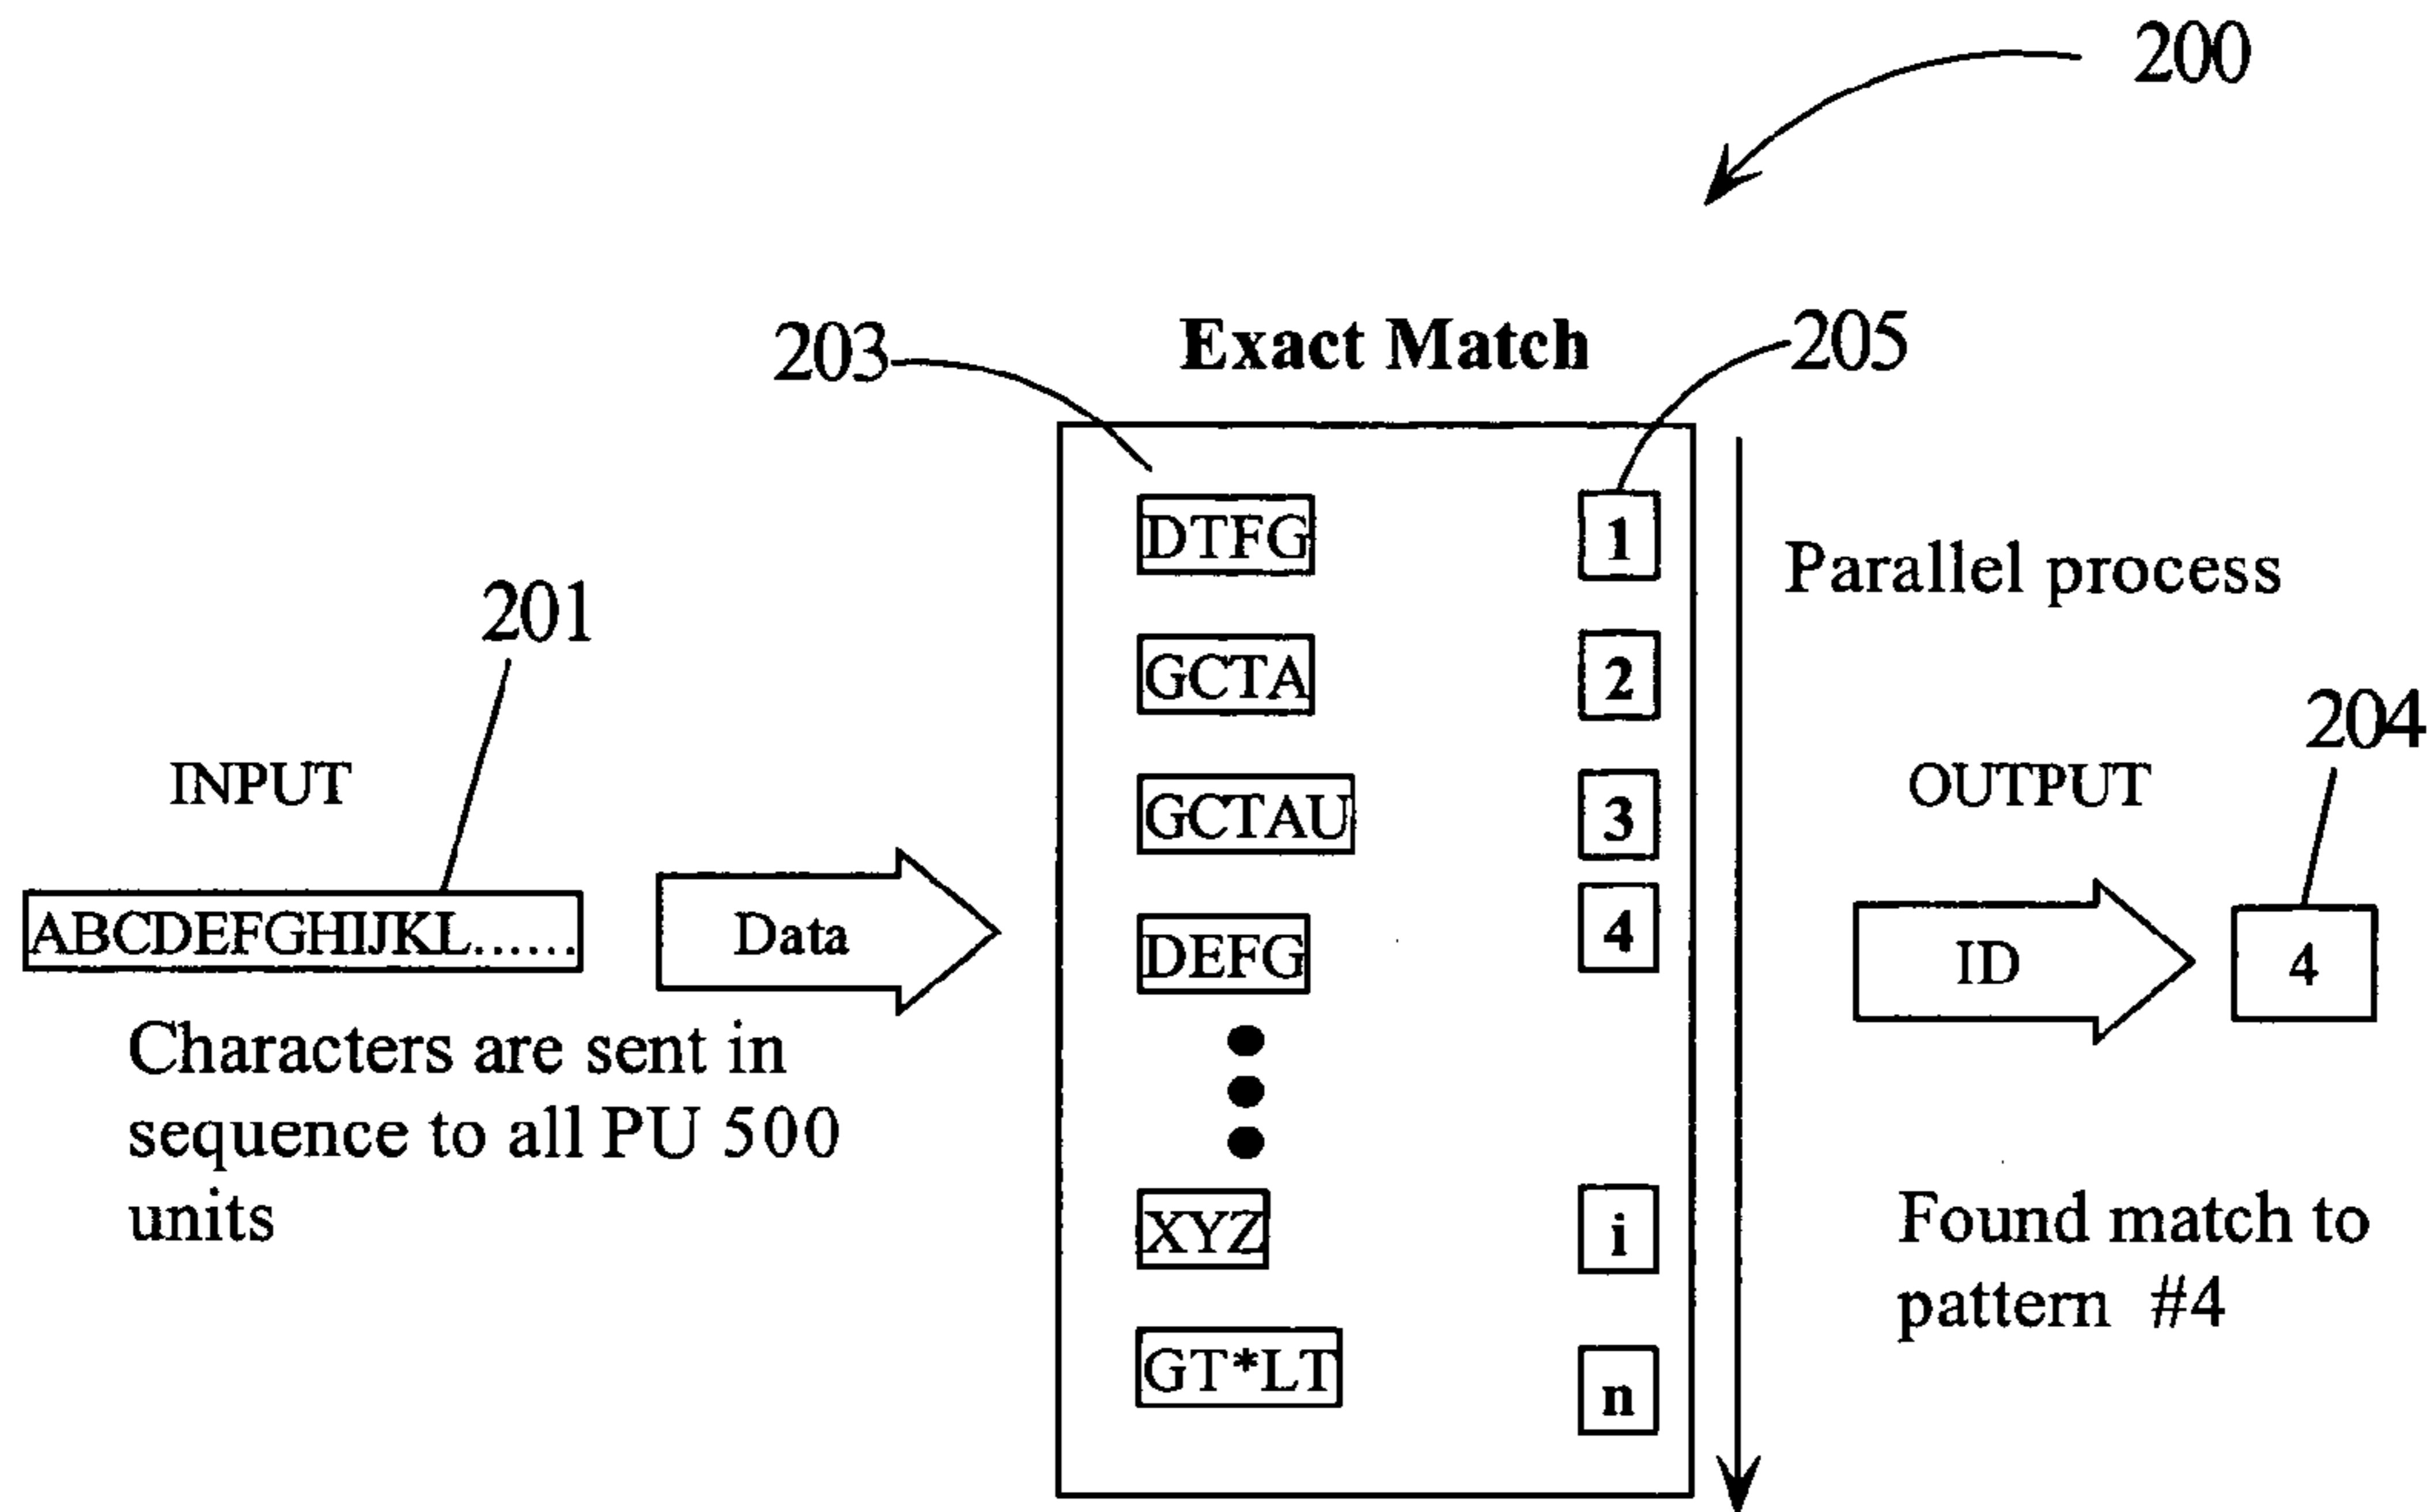 200
203
Exact Match
205
DTFG
1
Parallel process
201
GCTA
2
204
INPUT
GCTAU
3
OUTPUT
ABCDEFGHIJKL......
Data
DEFG
4
ID
4
Characters are sent in
sequence to all PU 500
units
XYZ
i
Found match to
pattern #4
GT*LT
n